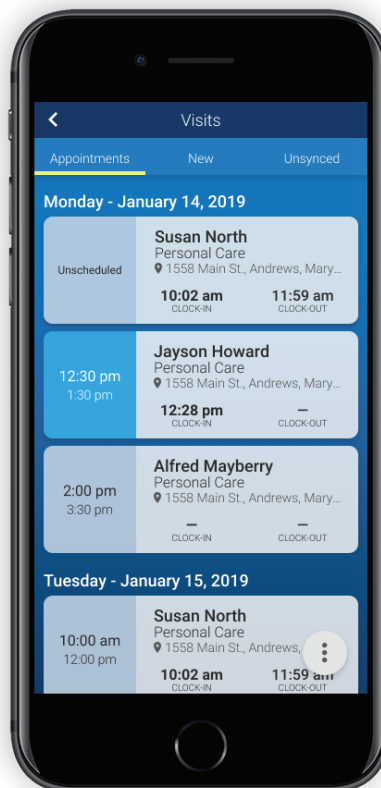 Visits
Appointments New Unsynced
Monday - January 14, 2019
Unscheduled
Susan North
Personal Care
1558 Main St., Andrews, Mary...
10:02 am 11:59 am
CLOCK-IN CLOCK-OUT
12:30 pm
1:30 pm
Jayson Howard
Personal Care
1558 Main St., Andrews, Mary...
12:28 pm –
CLOCK-IN CLOCK-OUT
2:00 pm
3:30 pm
Alfred Mayberry
Personal Care
1558 Main St., Andrews, Mary...
– –
CLOCK-IN CLOCK-OUT
Tuesday - January 15, 2019
10:00 am
12:00 pm
Susan North
Personal Care
1558 Main St., Andrews,
10:02 am 11:59 am
CLOCK-IN CLOCK-OUT